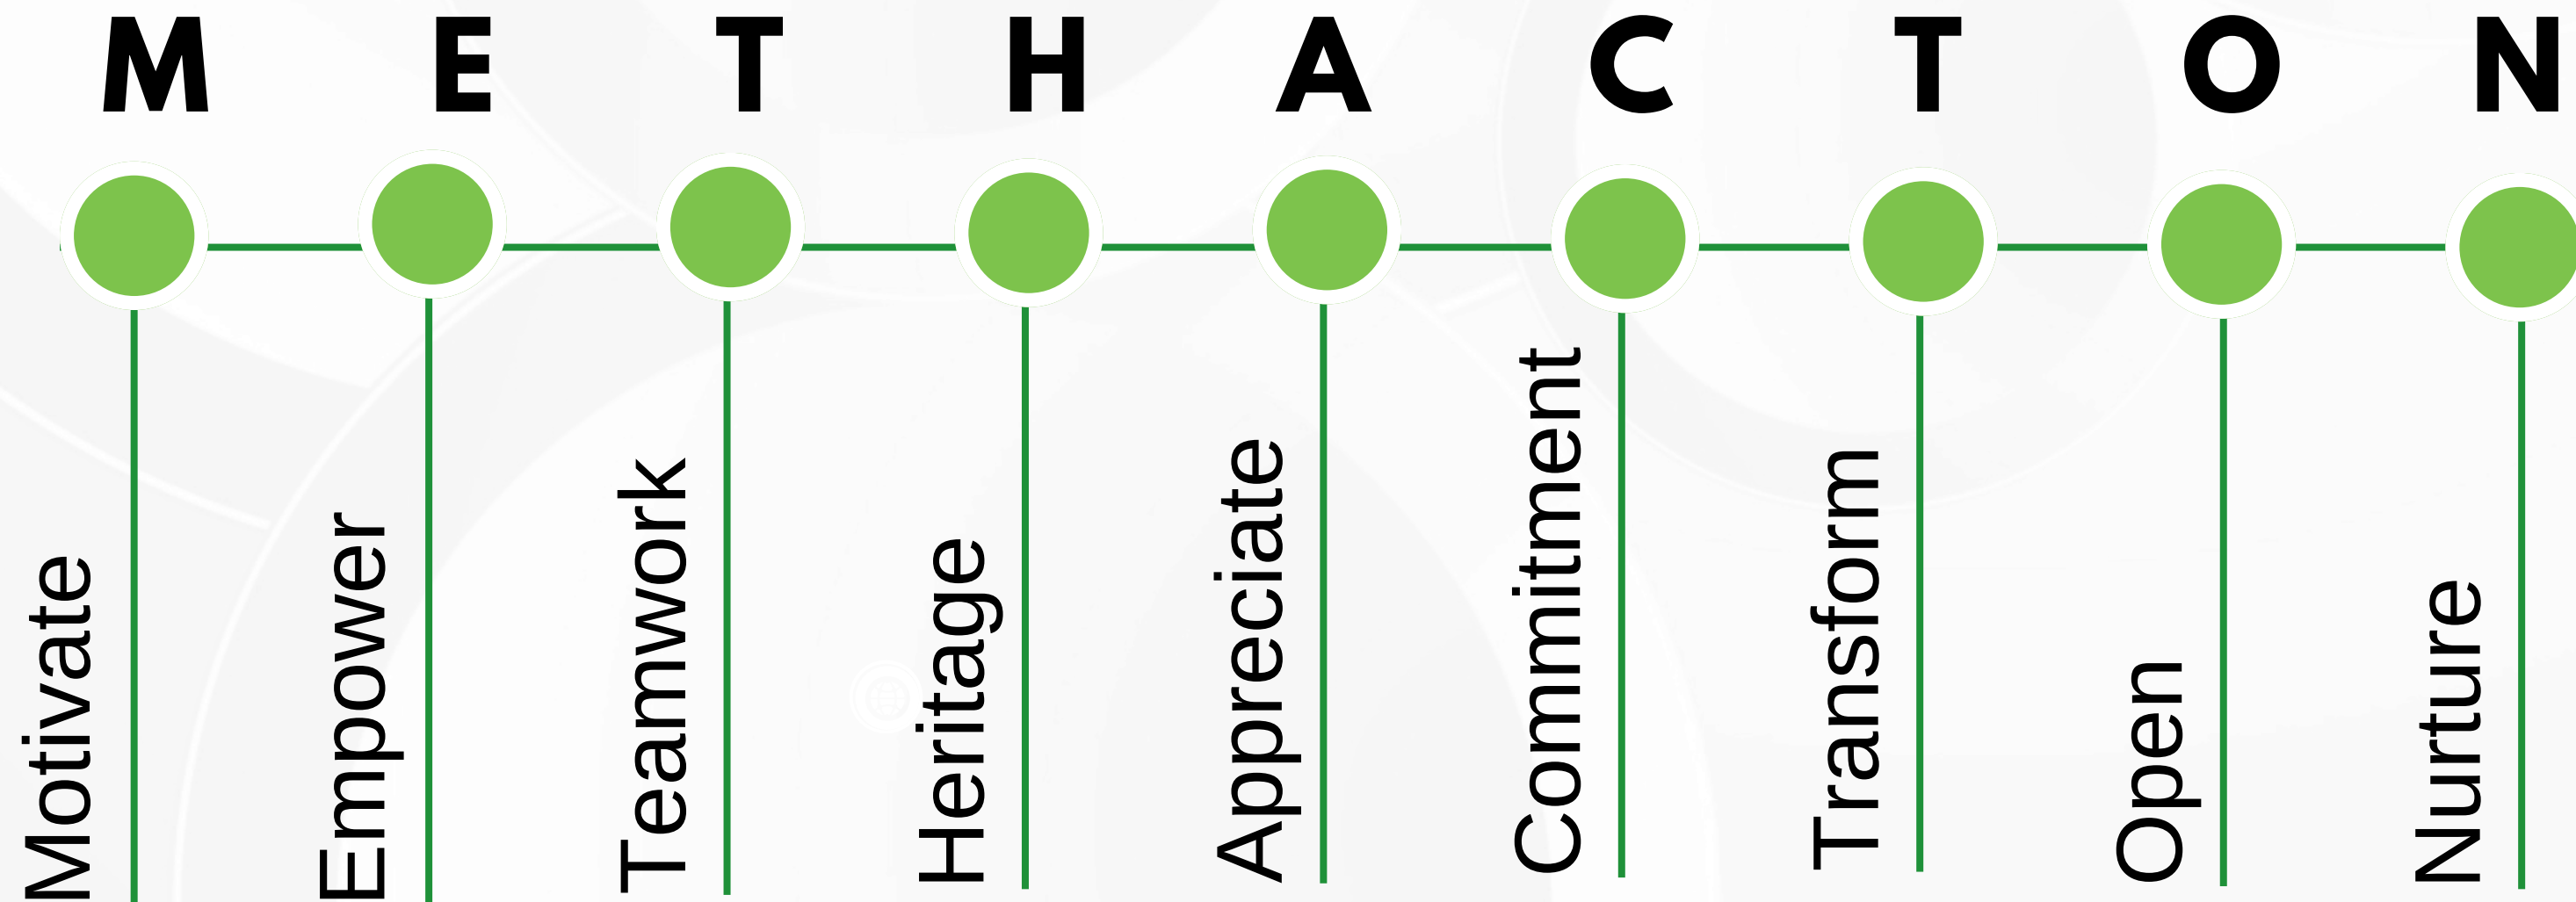 M E T H A C T O N
Motivate
Empower
Teamwork
Heritage
Appreciate
Commitment
Transform
Open
Nurture